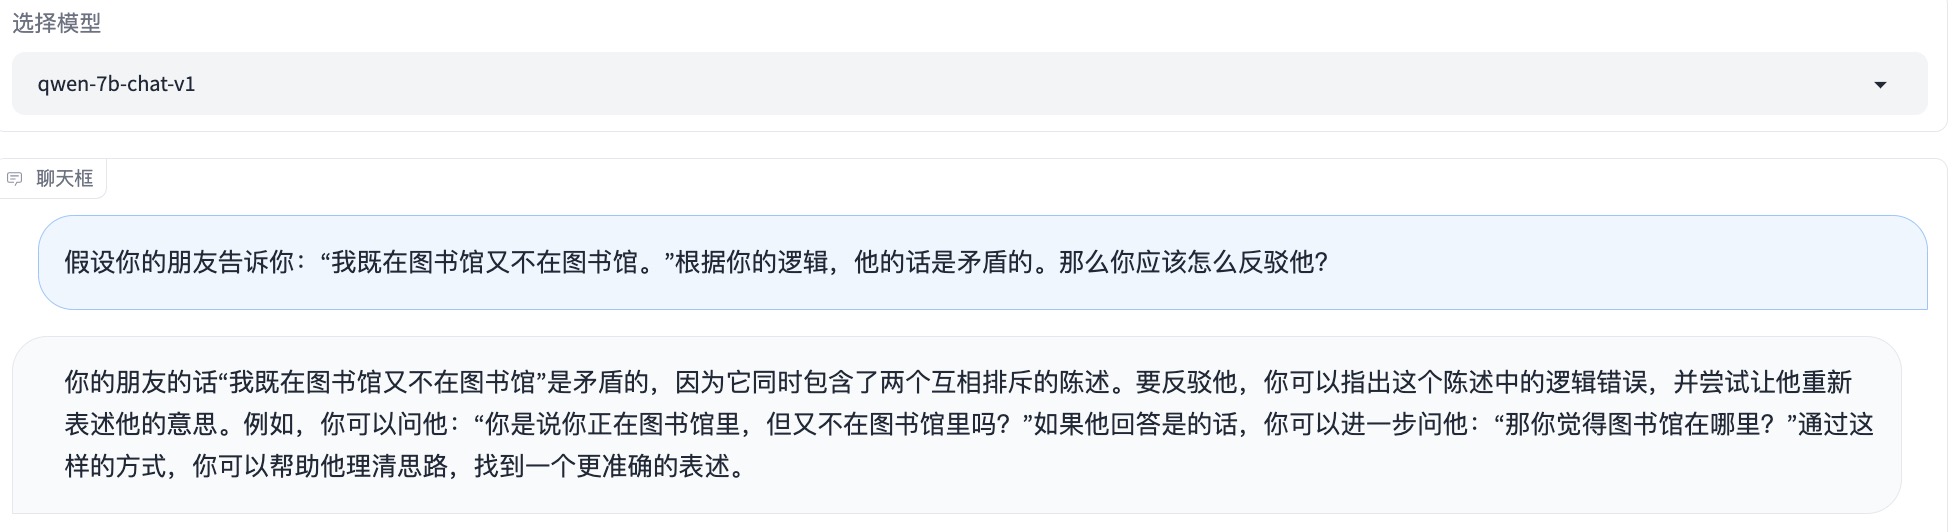 选择模型
qwen-7b-chat-v1
聊天框
假设你的朋友告诉你：“我既在图书馆又不在图书馆。”根据你的逻辑，他的话是矛盾的。那么你应该怎么反驳他？
你的朋友的话“我既在图书馆又不在图书馆”是矛盾的，因为它同时包含了两个互相排斥的陈述。要反驳他，你可以指出这个陈述中的逻辑错误，并尝试让他重新
表述他的意思。例如，你可以问他：“你是说你正在图书馆里，但又不在图书馆里吗？”如果他回答是的话，你可以进一步问他：“那你觉得图书馆在哪里？”通过这
样的方式，你可以帮助他理清思路，找到一个更准确的表述。